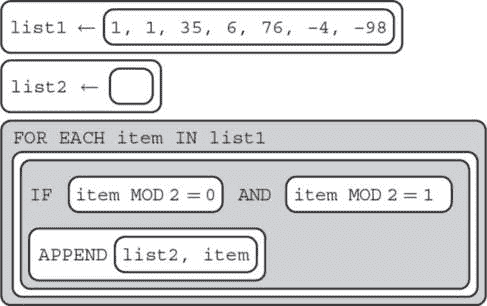 list1 ← 1, 1, 35, 6, 76, -4, -98
list2 ←
FOR EACH item IN list1
IF item MOD 2 = 0 AND item MOD 2 = 1
APPEND list2, item